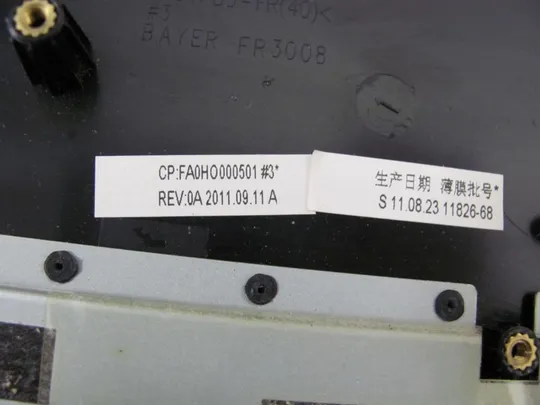 #3
BAYER FR3008
CP:FA0HO000501 #3*
REV:0A 2011.09.11 A
生产日期 薄膜批号*
S 11.08.23 11826-68